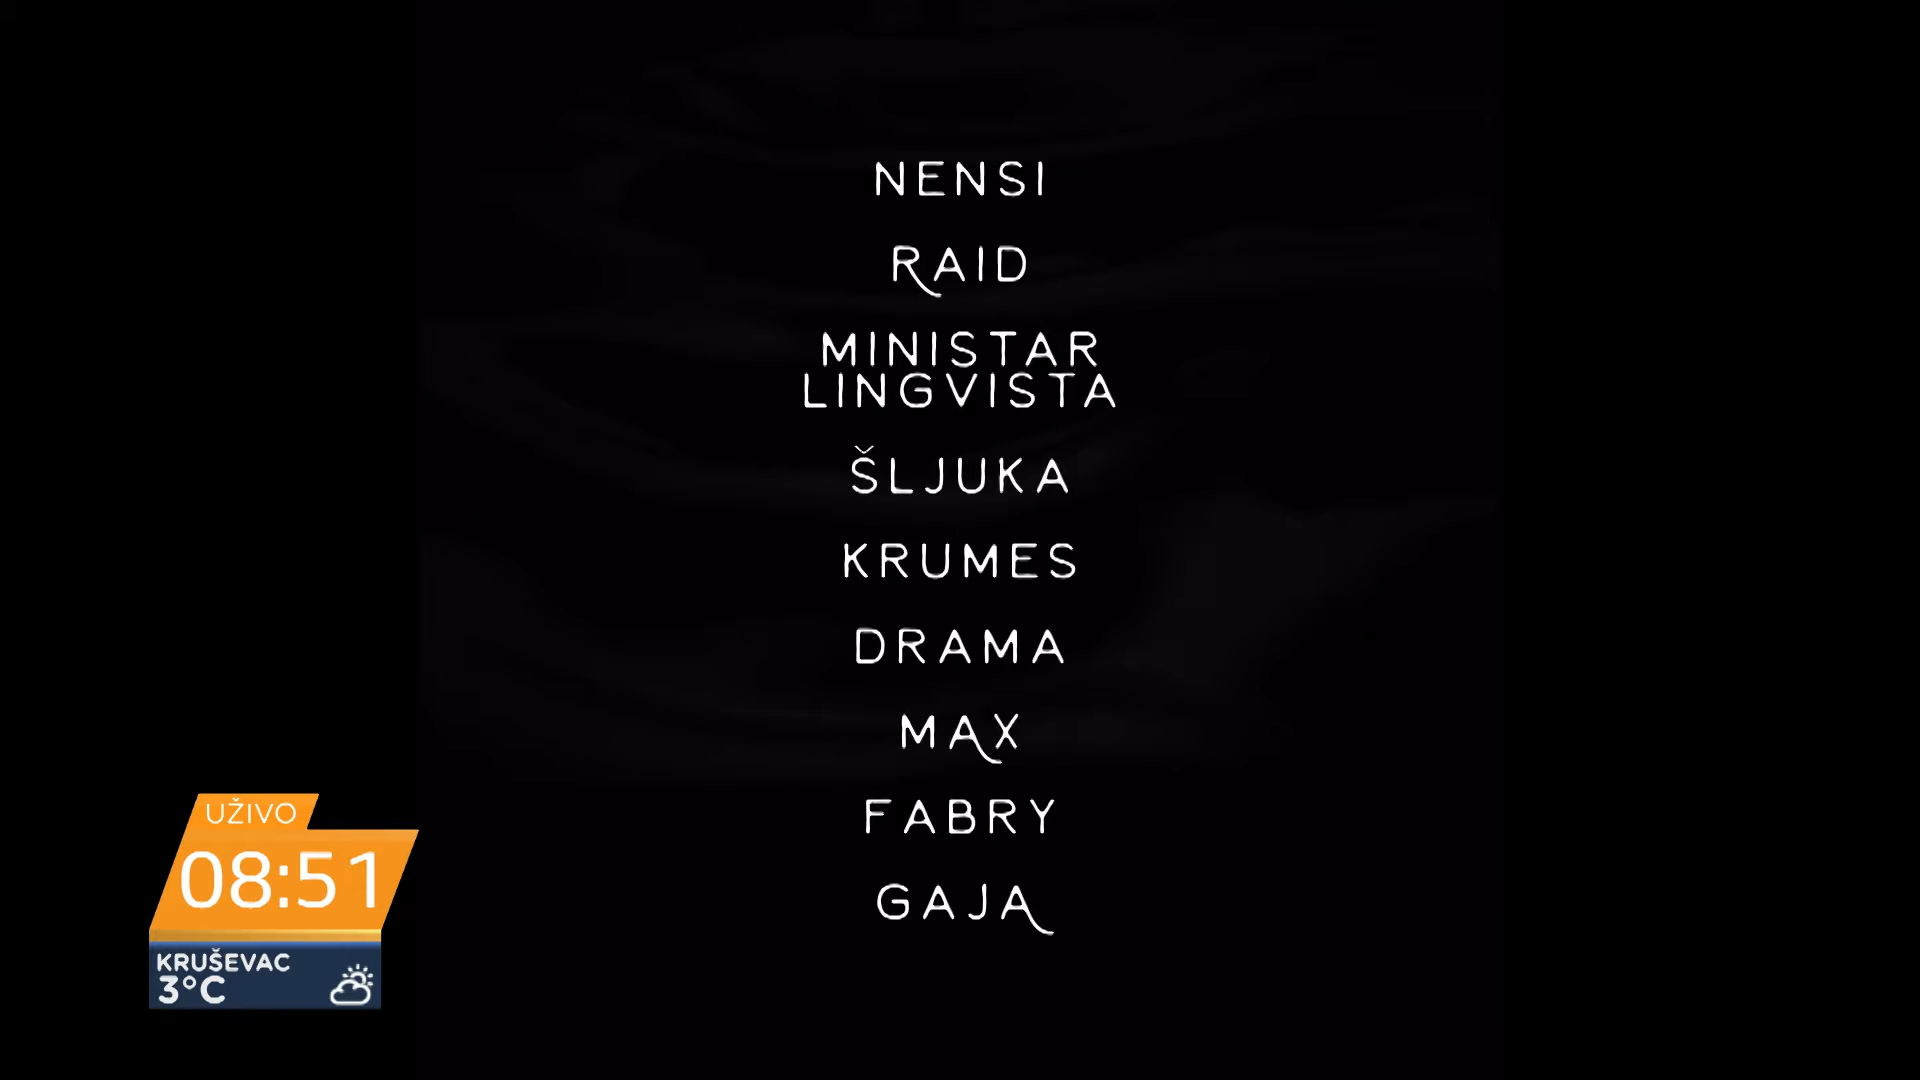 NENSI
RAID
MINISTAR
LINGVISTA
ŠLJUKA
KRUMES
DRAMA
MAX
FABRY
GAJA
UŽIVO
08:51
KRUŠEVAC
3°C